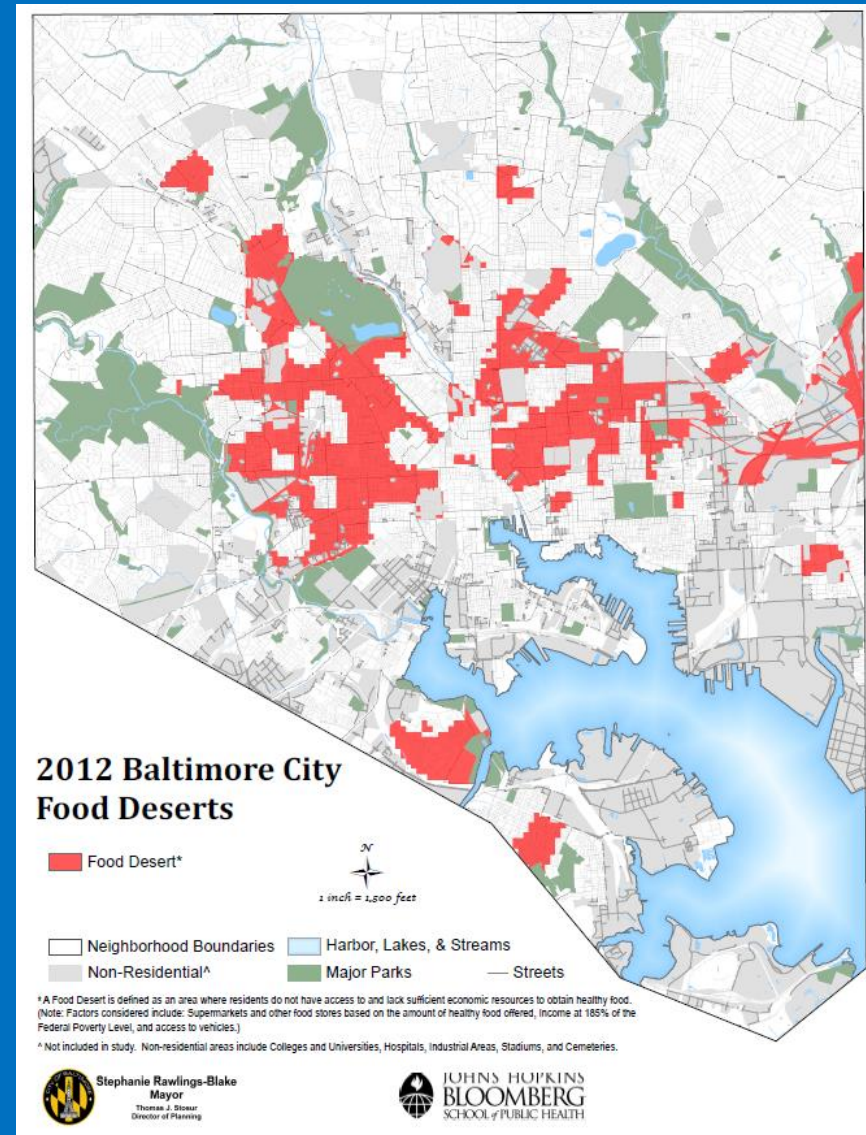 2012 Baltimore City
Food Deserts
Food Desert*
N
1 inch = 1,500 feet
Neighborhood Boundaries
Harbor, Lakes, & Streams
Non-Residential^
Major Parks
Streets
* A Food Desert is defined as an area where residents do not have access to and lack sufficient economic resources to obtain healthy food.
(Note: Factors considered include: Supermarkets and other food stores based on the amount of healthy food offered, Income at 185% of the
Federal Poverty Level, and access to vehicles.)
^ Not included in study. Non-residential areas include Colleges and Universities, Hospitals, Industrial Areas, Stadiums, and Cemeteries.
Stephanie Rawlings-Blake
Mayor
Thomas J. Stosur
Director of Planning
JOHNS HOPKINS
BLOOMBERG
SCHOOL of PUBLIC HEALTH